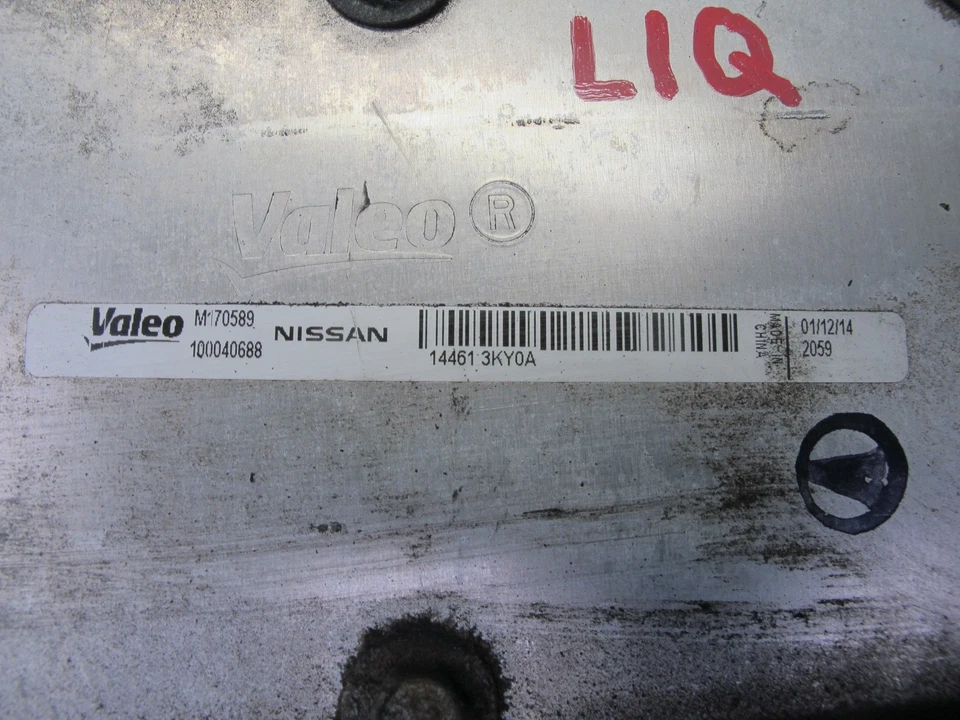 LIQ
Valeo ®
Valeo M170589 NISSAN 01/12/14
100040688 14461 3KY0A MADE IN CHINA 2059